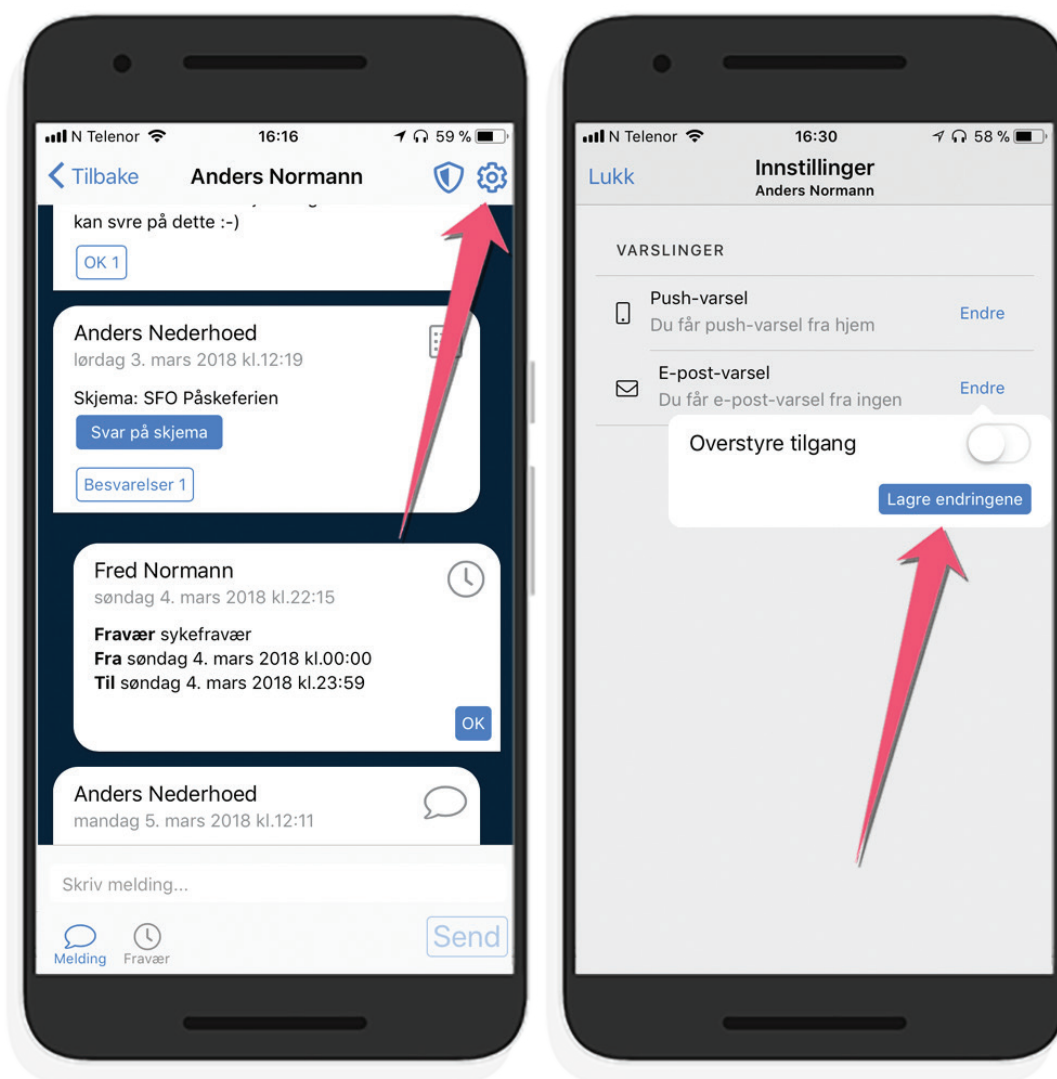 N Telenor 16:16 59 %
Tilbake Anders Normann
kan svre på dette :-)
OK 1
Anders Nederhoed
lørdag 3. mars 2018 kl.12:19
Skjema: SFO Påskeferien
Svar på skjema
Besvarelser 1
Fred Normann
søndag 4. mars 2018 kl.22:15
Fravær sykefravær
Fra søndag 4. mars 2018 kl.00:00
Til søndag 4. mars 2018 kl.23:59
OK
Anders Nederhoed
mandag 5. mars 2018 kl.12:11
Skriv melding...
Melding Fravær Send
N Telenor 16:30 58 %
Lukk Innstillinger
Anders Normann
VARSLINGER
Push-varsel
Du får push-varsel fra hjem Endre
E-post-varsel
Du får e-post-varsel fra ingen Endre
Overstyre tilgang
Lagre endringene